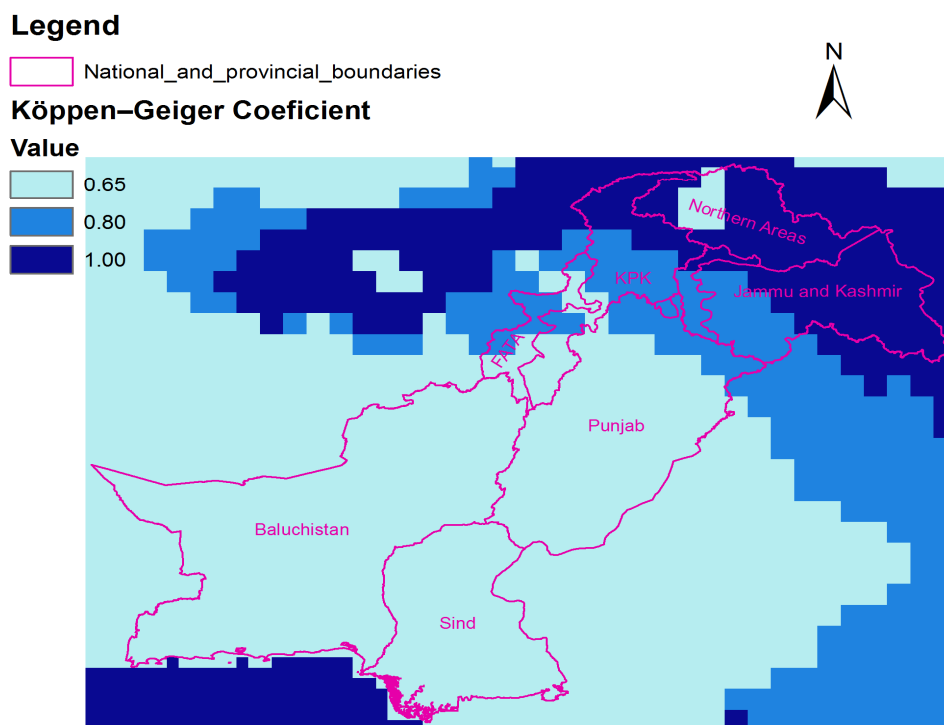 Legend
National_and_provincial_boundaries
N
Köppen–Geiger Coeficient
Value
0.65
0.80
1.00
Northern Areas
KPK
Jammu and Kashmir
FATA
Punjab
Baluchistan
Sind